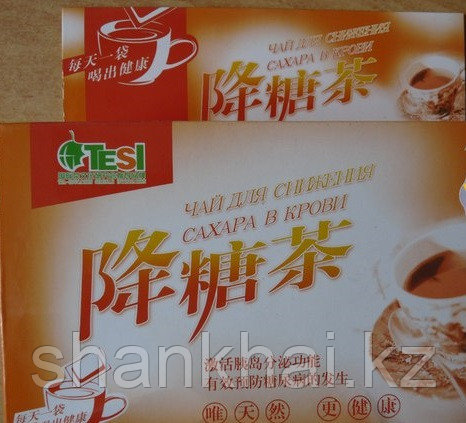 每天一袋
喝出健康
ЧАЙ ДЛЯ СНИЖЕНИЯ
САХАРА В КРОВИ
降糖茶
TESI
ЧАЙ ДЛЯ СНИЖЕНИЯ
САХАРА В КРОВИ
降糖茶
激活胰岛分泌功能
有效预防糖尿病的发生
唯天然 更健康
每天一袋
喝出健康
shankhai.kz